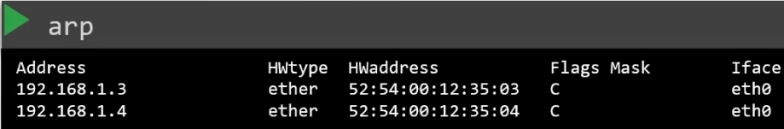 arp
Address HWtype HWaddress Flags Mask Iface
192.168.1.3 ether 52:54:00:12:35:03 C eth0
192.168.1.4 ether 52:54:00:12:35:04 C eth0